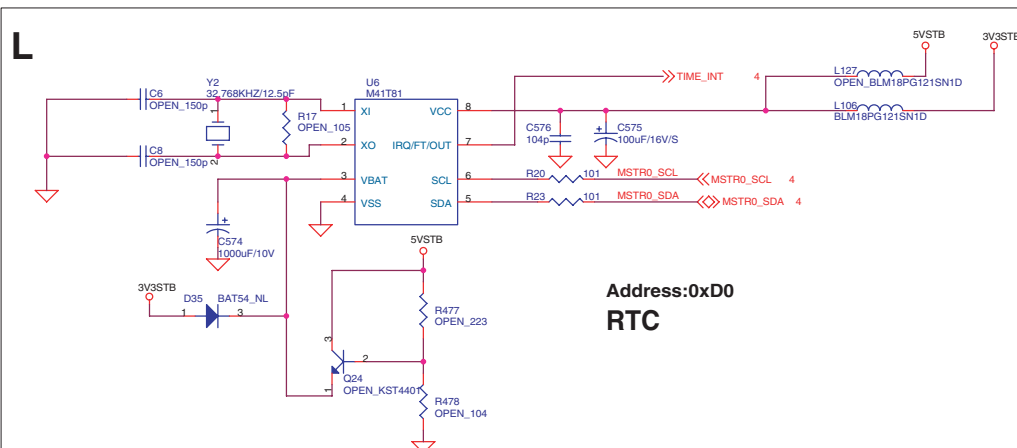 L
5VSTB
3V3STB
TIME_INT 4
L127
OPEN_BLM18PG121SN1D
Y2
32.768KHZ/12.5pF
U6
M41T81
C6
OPEN_150p
1
R17
OPEN_105
1 XI VCC 8
L106
BLM18PG121SN1D
C576
104p
C575
100uF/16V/S
2 XO IRQ/FT/OUT 7
C8
OPEN_150p
2
3 VBAT SCL 6
R20 101 MSTR0_SCL MSTR0_SCL 4
4 VSS SDA 5
R23 101 MSTR0_SDA MSTR0_SDA 4
C574
1000uF/10V
5VSTB
3V3STB
D35 BAT54_NL
1 3
R477
OPEN_223
Address:0xD0
RTC
3
2
Q24
OPEN_KST4401
1
R478
OPEN_104